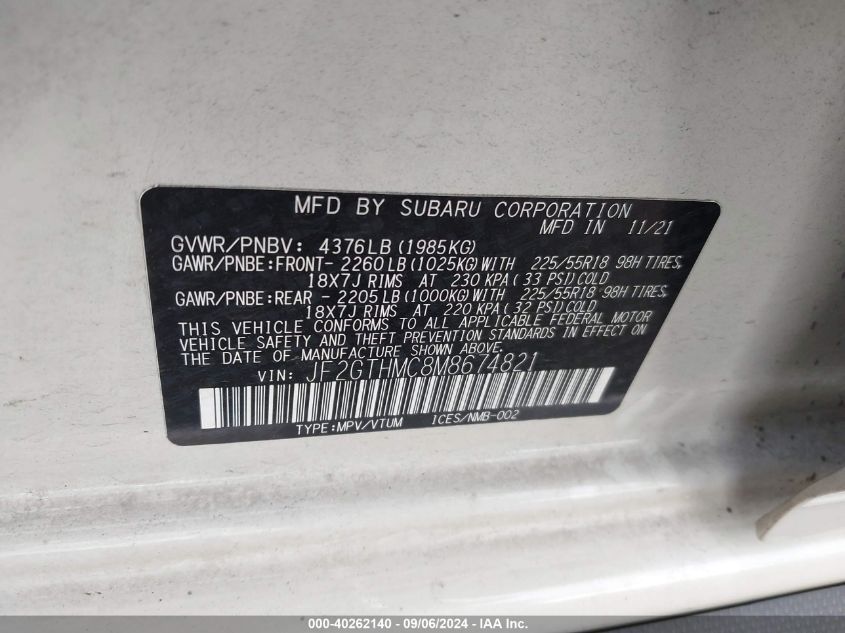 MFD BY SUBARU CORPORATION
MFD IN 11/21
GVWR/PNBV: 4376LB(1985KG)
GAWR/PNBE:FRONT- 2260LB(1025KG)WITH 225/55R18 98H TIRES,
18X7J RIMS AT 230 KPA(33 PSI)COLD
GAWR/PNBE:REAR - 2205LB(1000KG)WITH 225/55R18 98H TIRES,
18X7J RIMS AT 220 KPA(32 PSI)COLD
THIS VEHICLE CONFORMS TO ALL APPLICABLE FEDERAL MOTOR
VEHICLE SAFETY AND THEFT PREVENTION STANDARDS IN EFFECT ON
THE DATE OF MANUFACTURE SHOWN ABOVE.
VIN: JF2GTHMC8M8674821
TYPE:MPV/VTUM ICES/NMB-002
000-40262140 - 09/06/2024 - IAA Inc.